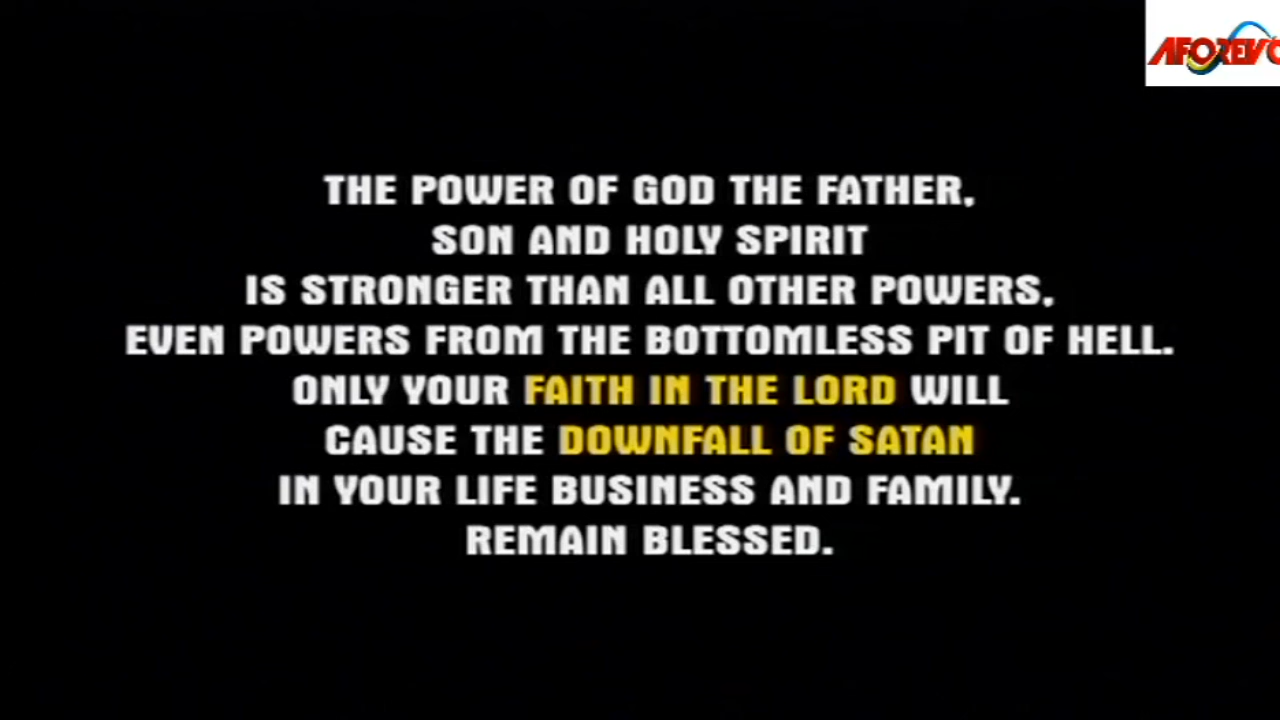 AFOREVO
THE POWER OF GOD THE FATHER,
SON AND HOLY SPIRIT
IS STRONGER THAN ALL OTHER POWERS,
EVEN POWERS FROM THE BOTTOMLESS PIT OF HELL.
ONLY YOUR FAITH IN THE LORD WILL
CAUSE THE DOWNFALL OF SATAN
IN YOUR LIFE BUSINESS AND FAMILY.
REMAIN BLESSED.